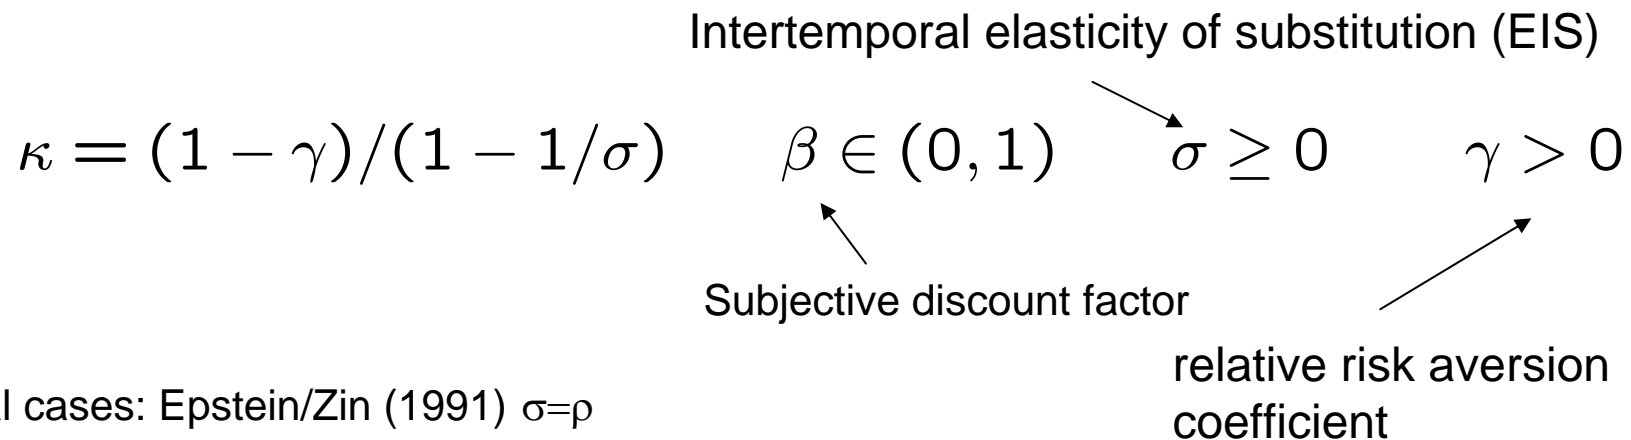 Intertemporal elasticity of substitution (EIS)
κ = (1 − γ)/(1 − 1/σ) β ∈ (0, 1) σ ≥ 0 γ > 0
Subjective discount factor
relative risk aversion
coefficient
l cases: Epstein/Zin (1991) σ=ρ